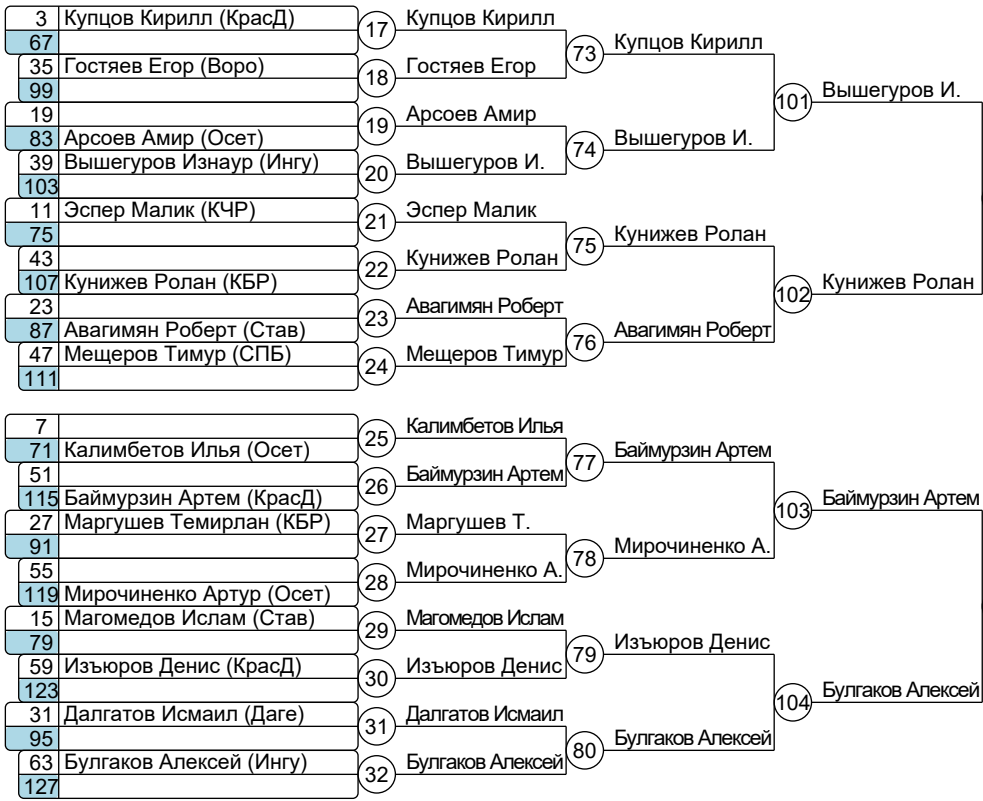 3 Купцов Кирилл (КрасД) 17 Купцов Кирилл
67 73 Купцов Кирилл
35 Гостяев Егор (Воро) 18 Гостяев Егор
99 101 Вышегуров И.
19 19 Арсоев Амир
83 Арсоев Амир (Осет) 74 Вышегуров И.
39 Вышегуров Изнаур (Ингу) 20 Вышегуров И.
103
11 Эспер Малик (КЧР) 21 Эспер Малик
75 75 Кунижев Ролан
43 22 Кунижев Ролан
107 Кунижев Ролан (КБР) 102 Кунижев Ролан
23 23 Авагимян Роберт
87 Авагимян Роберт (Став) 76 Авагимян Роберт
47 Мещеров Тимур (СПБ) 24 Мещеров Тимур
111
7 25 Калимбетов Илья
71 Калимбетов Илья (Осет) 77 Баймурзин Артем
51 26 Баймурзин Артем
115 Баймурзин Артем (КрасД) 103 Баймурзин Артем
27 Маргушев Темирлан (КБР) 27 Маргушев Т.
91 78 Мирочиненко А.
55 28 Мирочиненко А.
119 Мирочиненко Артур (Осет)
15 Магомедов Ислам (Став) 29 Магомедов Ислам
79 79 Изъюров Денис
59 Изъюров Денис (КрасД) 30 Изъюров Денис
123 104 Булгаков Алексей
31 Далгатов Исмаил (Даге) 31 Далгатов Исмаил
95 80 Булгаков Алексей
63 Булгаков Алексей (Ингу) 32 Булгаков Алексей
127